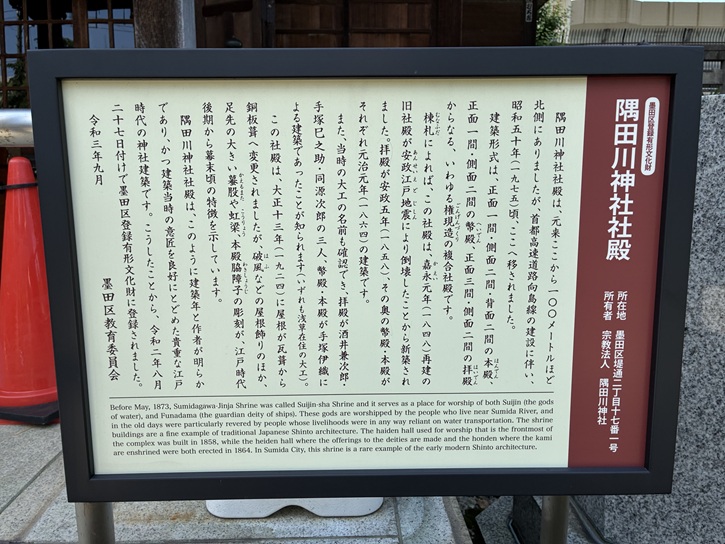 墨田区登録有形文化財
隅田川神社社殿
所在地 墨田区堤通二丁目十七番一号
所有者 宗教法人 隅田川神社
隅田川神社社殿は、元来ここから一〇〇メートルほど
北側にありましたが、首都高速道路向島線の建設に伴い、
昭和五十年(一九七五)頃、ここへ移されました。
建築形式は、正面一間・側面二間・背面二間の本殿、
正面一間・側面二間の幣殿、正面三間・側面二間の拝殿
からなる、いわゆる権現造の複合社殿です。
棟札によれば、この社殿は、嘉永元年(一八四八)再建の
旧社殿が安政江戸地震により倒壊したことから新築され
ました。拝殿が安政五年(一八五八)、その奥の幣殿・本殿が
それぞれ元治元年(一八六四)の建築です。
また、当時の大工の名前も確認でき、拝殿が酒井兼次郎・
手塚巳之助・同源次郎の三人、幣殿・本殿が手塚伊織に
よる建築であったことが知られます(いずれも浅草在住の大工)。
この社殿は、大正十三年(一九二四)に屋根が瓦葺から
銅板葺へ変更されましたが、破風などの屋根飾りのほか、
足先の大きい蟇股や虹梁、本殿脇障子の彫刻が、江戸時代
後期から幕末頃の特徴を示しています。
隅田川神社社殿は、このように建築年と作者が明らか
であり、かつ建築当時の意匠を良好にとどめた貴重な江戸
時代の神社建築です。こうしたことから、令和二年八月
二十七日付けで墨田区登録有形文化財に登録されました。
令和三年九月
墨田区教育委員会
Before May, 1873, Sumidagawa-Jinja Shrine was called Suijin-sha Shrine and it serves as a place for worship of both Suijin (the gods
of water), and Funadama (the guardian deity of ships). These gods are worshipped by the people who live near Sumida River, and
in the old days were particularly revered by people whose livelihoods were in any way reliant on water transportation. The shrine
buildings are a fine example of traditional Japanese Shinto architecture. The haiden hall used for worship that is the frontmost of
the complex was built in 1858, while the heiden hall where the offerings to the deities are made and the honden where the kami
are enshrined were both erected in 1864. In Sumida City, this shrine is a rare example of the early modern Shinto architecture.